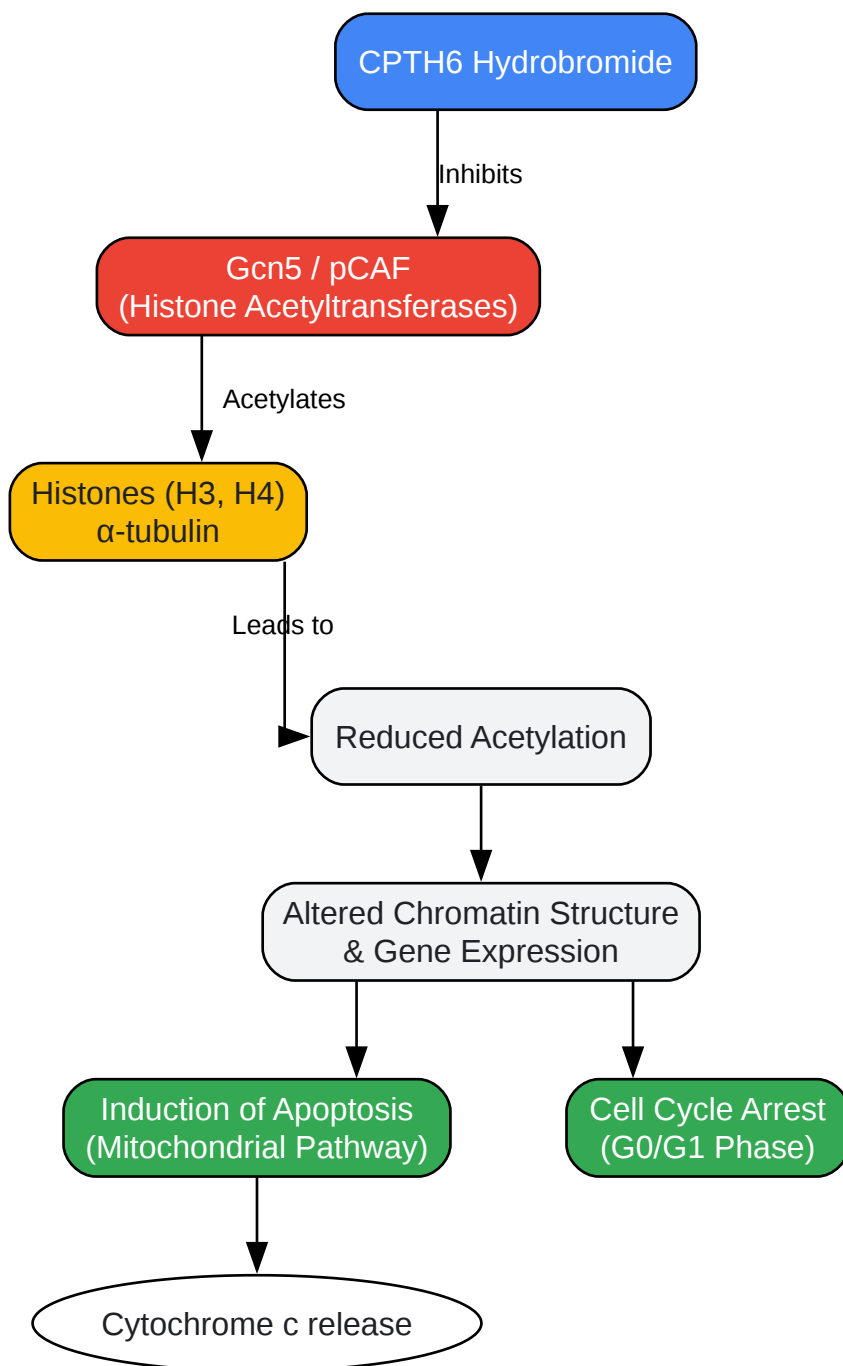 CPTH6 Hydrobromide
Inhibits
Gcn5 / pCAF
(Histone Acetyltransferases)
Acetylates
Histones (H3, H4)
α-tubulin
Leads to
Reduced Acetylation
Altered Chromatin Structure
& Gene Expression
Induction of Apoptosis
(Mitochondrial Pathway)
Cell Cycle Arrest
(G0/G1 Phase)
Cytochrome c release